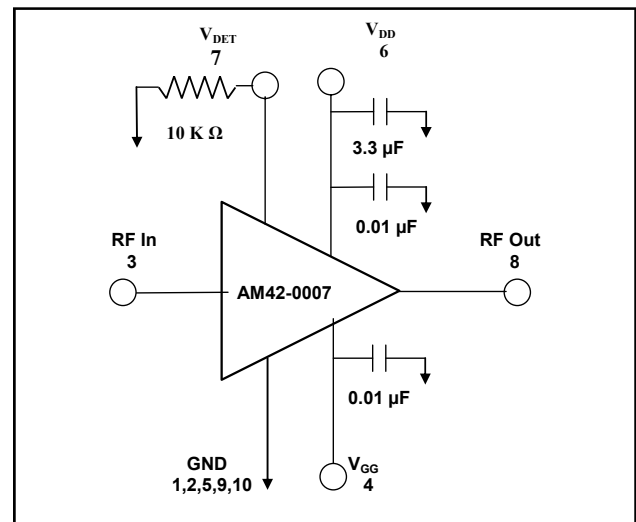 VDET
7
VDD
6
10 K Ω
3.3 µF
0.01 µF
RF In
3
RF Out
8
AM42-0007
0.01 µF
GND
1,2,5,9,10
VGG
4